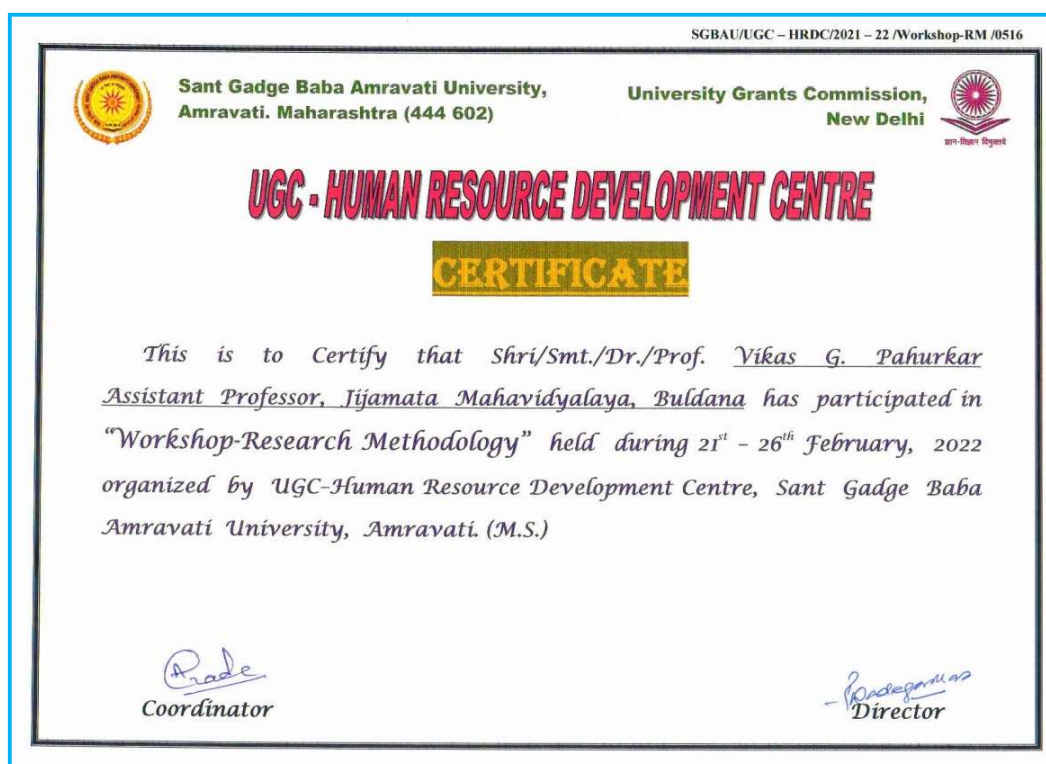 SGBAU/UGC – HRDC/2021 – 22 /Workshop-RM /0516
Sant Gadge Baba Amravati University,
Amravati. Maharashtra (444 602)
University Grants Commission,
New Delhi
ज्ञान-विज्ञान विमुक्तये
UGC - HUMAN RESOURCE DEVELOPMENT CENTRE
CERTIFICATE
This is to Certify that Shri/Smt./Dr./Prof. Vikas G. Pahurkar
Assistant Professor, Jijamata Mahavidyalaya, Buldana has participated in
“Workshop-Research Methodology” held during 21st – 26th February, 2022
organized by UGC-Human Resource Development Centre, Sant Gadge Baba
Amravati University, Amravati. (M.S.)
Coordinator
Director